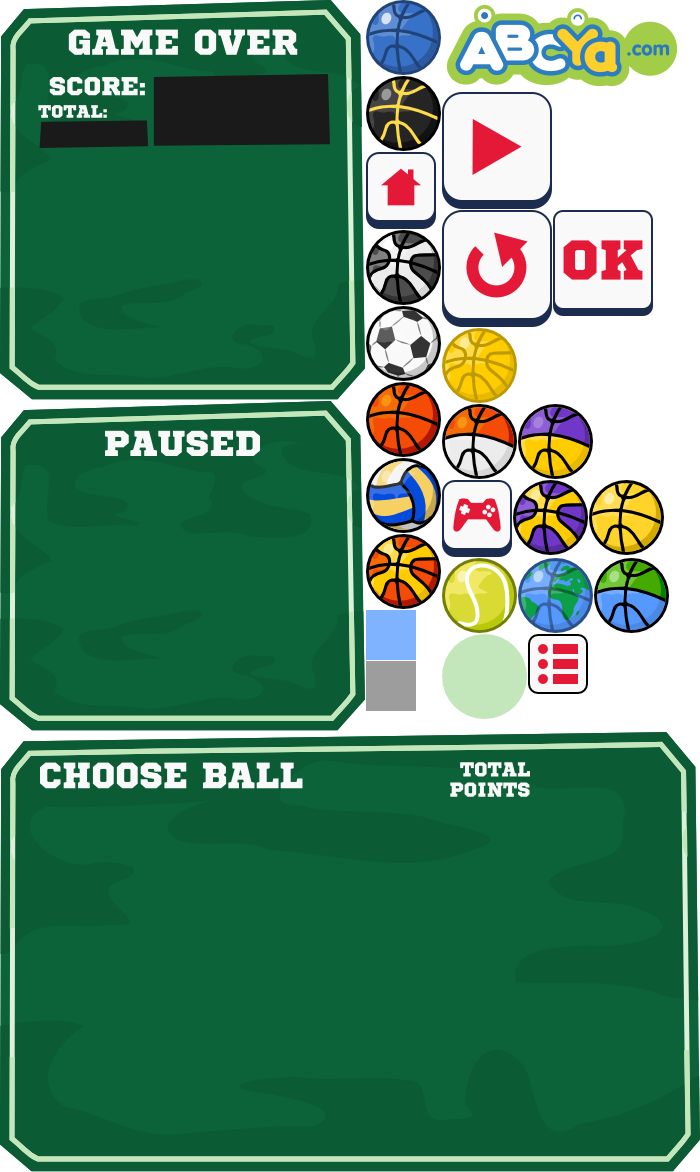 GAME OVER
SCORE:
TOTAL:
ABCYa.com
OK
PAUSED
CHOOSE BALL
TOTAL
POINTS